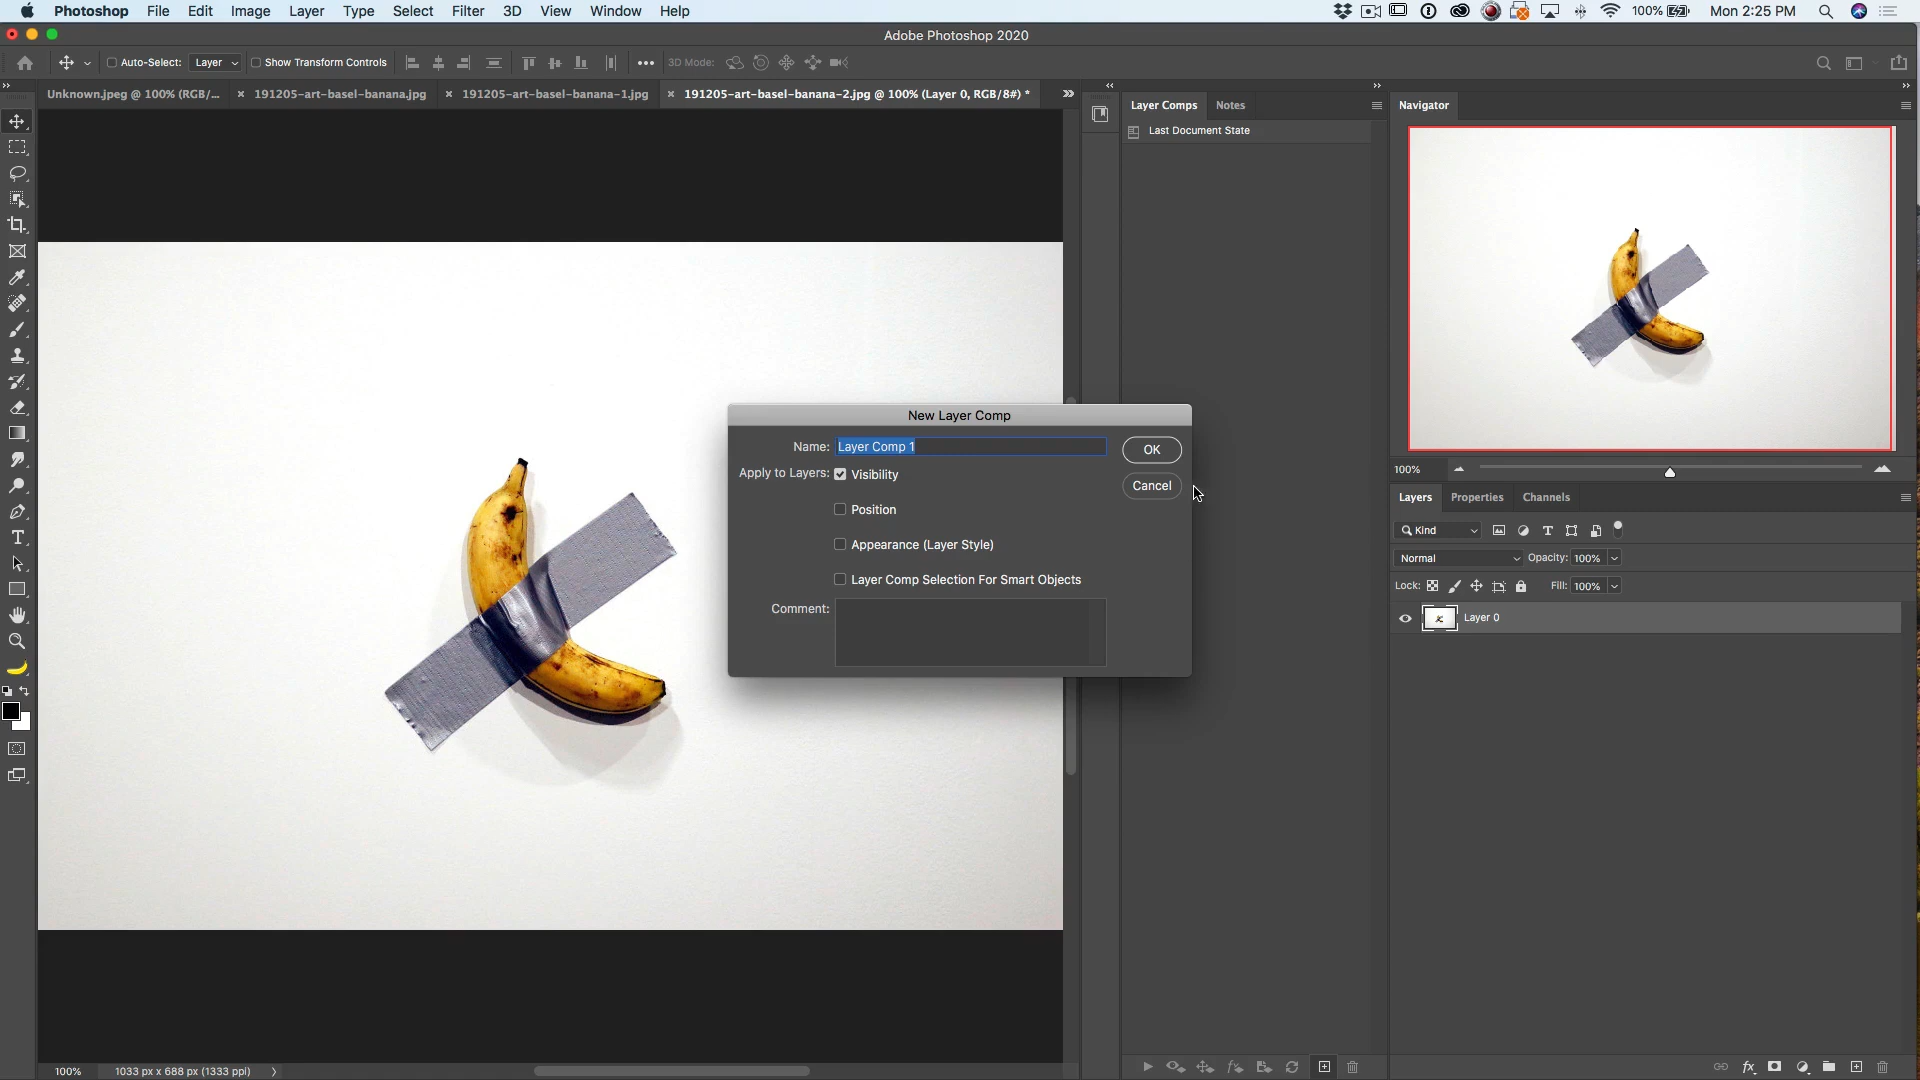 Photoshop File Edit Image Layer Type Select Filter 3D View Window Help 100% Mon 2:25 PM
Adobe Photoshop 2020
Auto-Select: Layer Show Transform Controls 3D Mode:
Unknown.jpeg @ 100% (RGB/... 191205-art-basel-banana.jpg 191205-art-basel-banana-1.jpg 191205-art-basel-banana-2.jpg @ 100% (Layer 0, RGB/8#) *
Layer Comps Notes
Last Document State
Navigator
100%
New Layer Comp
Name: Layer Comp 1
OK
Apply to Layers: Visibility
Cancel
Position
Appearance (Layer Style)
Layer Comp Selection For Smart Objects
Comment:
Layers Properties Channels
Kind
Normal Opacity: 100%
Lock: Fill: 100%
Layer 0
100% 1033 px x 688 px (1333 ppl)